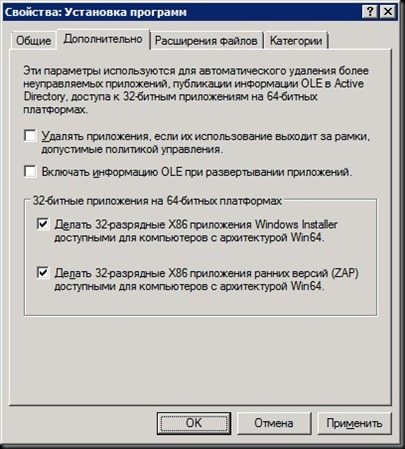 Свойства: Установка программ
Общие
Дополнительно
Расширения файлов
Категории
Эти параметры используются для автоматического удаления более
неуправляемых приложений, публикации информации OLE в Active
Directory, доступа к 32-битным приложениям на 64-битных
платформах.
Удалять приложения, если их использование выходит за рамки,
допустимые политикой управления.
Включать информацию OLE при развертывании приложений.
32-битные приложения на 64-битных платформах
Делать 32-разрядные X86 приложения Windows Installer
доступными для компьютеров с архитектурой Win64.
Делать 32-разрядные X86 приложения ранних версий (ZAP)
доступными для компьютеров с архитектурой Win64.
OK
Отмена
Применить